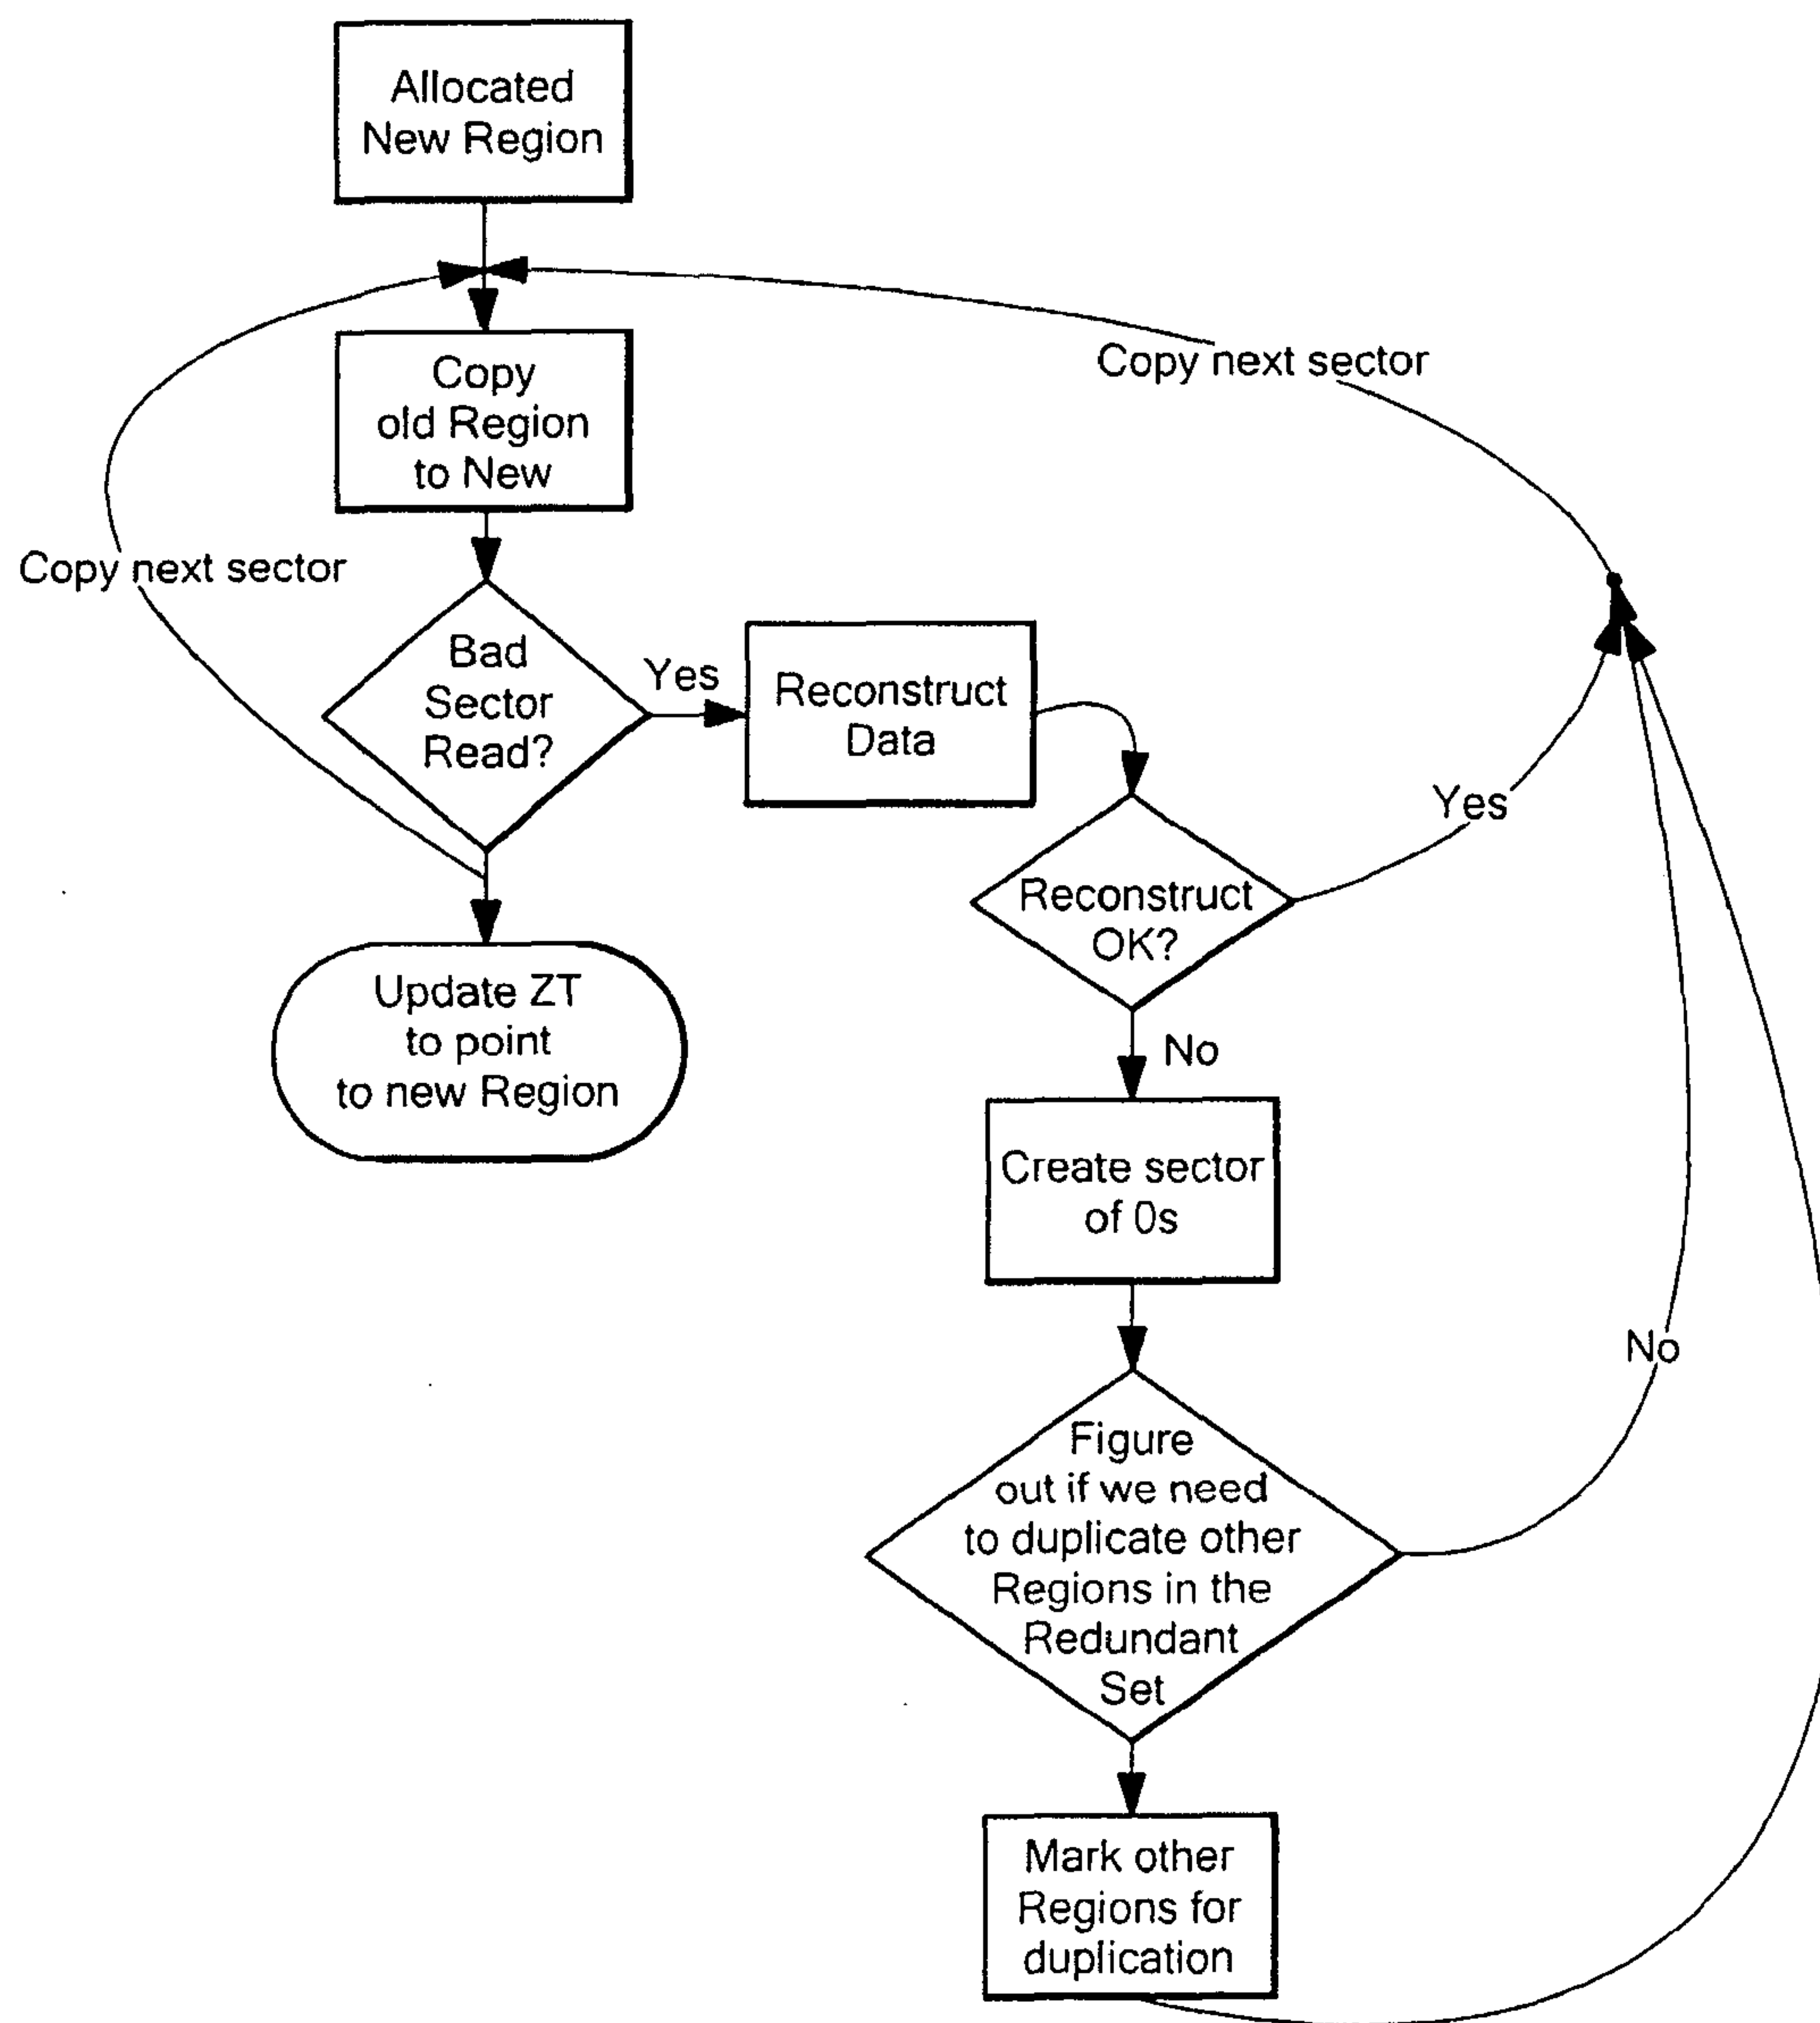 Allocated
New Region
Copy next sector
Copy
old Region
to New
Copy next sector
Bad
Sector
Read?
Yes
Reconstruct
Data
Yes
Reconstruct
OK?
No
Update ZT
to point
to new Region
Create sector
of 0s
No
Figure
out if we need
to duplicate other
Regions in the
Redundant
Set
Mark other
Regions for
duplication